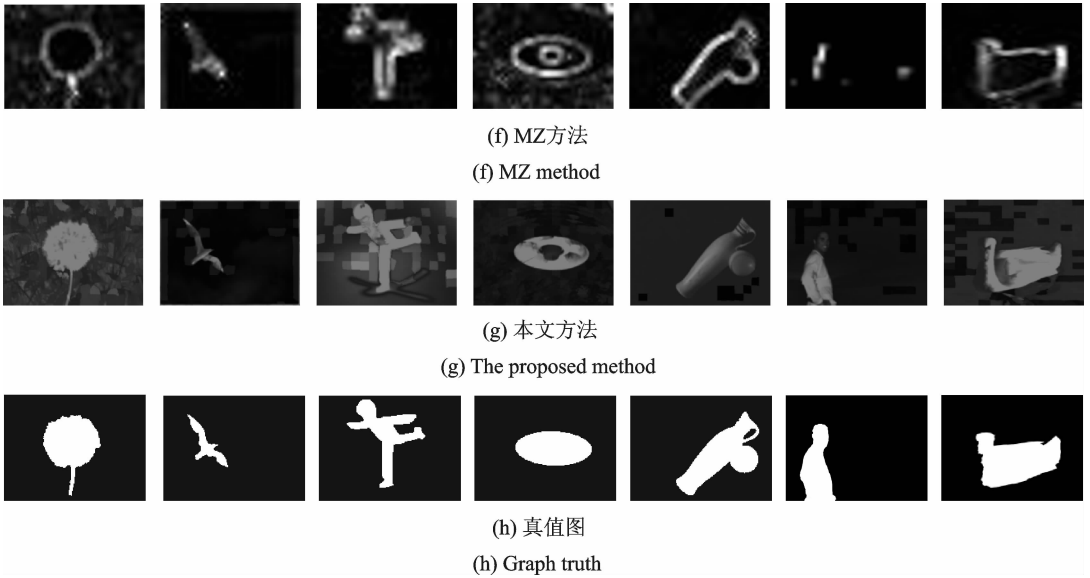 (f) MZ方法
(f) MZ method
(g) 本文方法
(g) The proposed method
(h) 真值图
(h) Graph truth